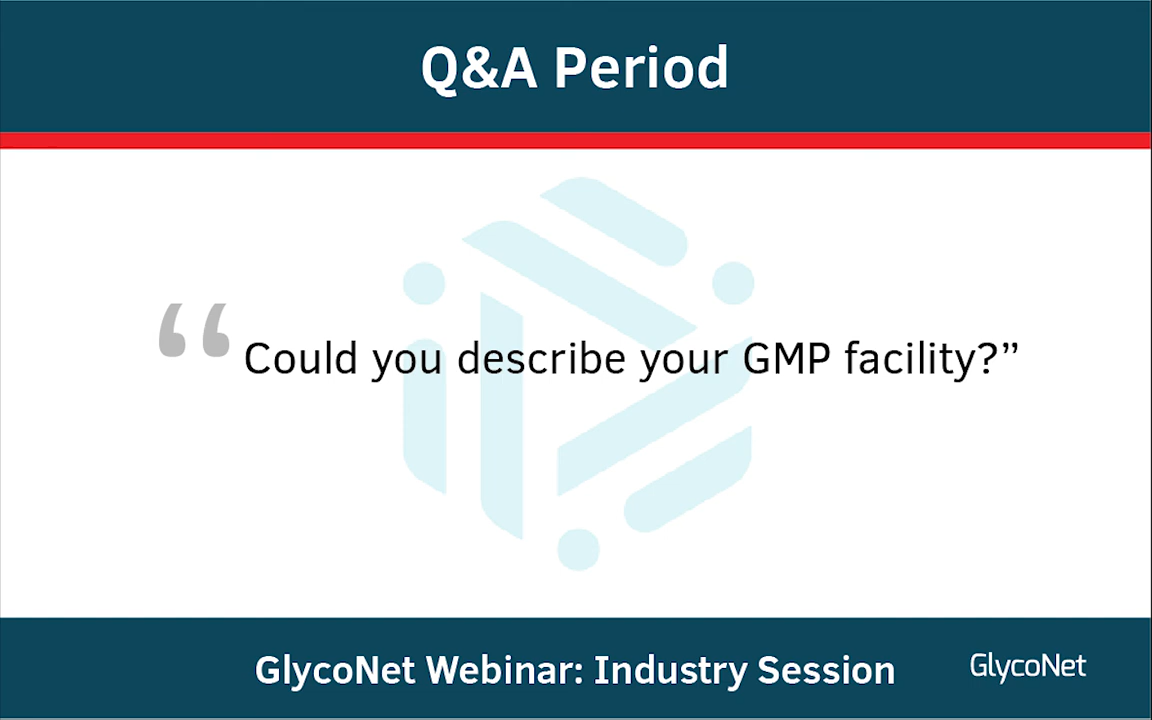 Q&A Period
“Could you describe your GMP facility?”
GlycoNet Webinar: Industry Session
GlycoNet